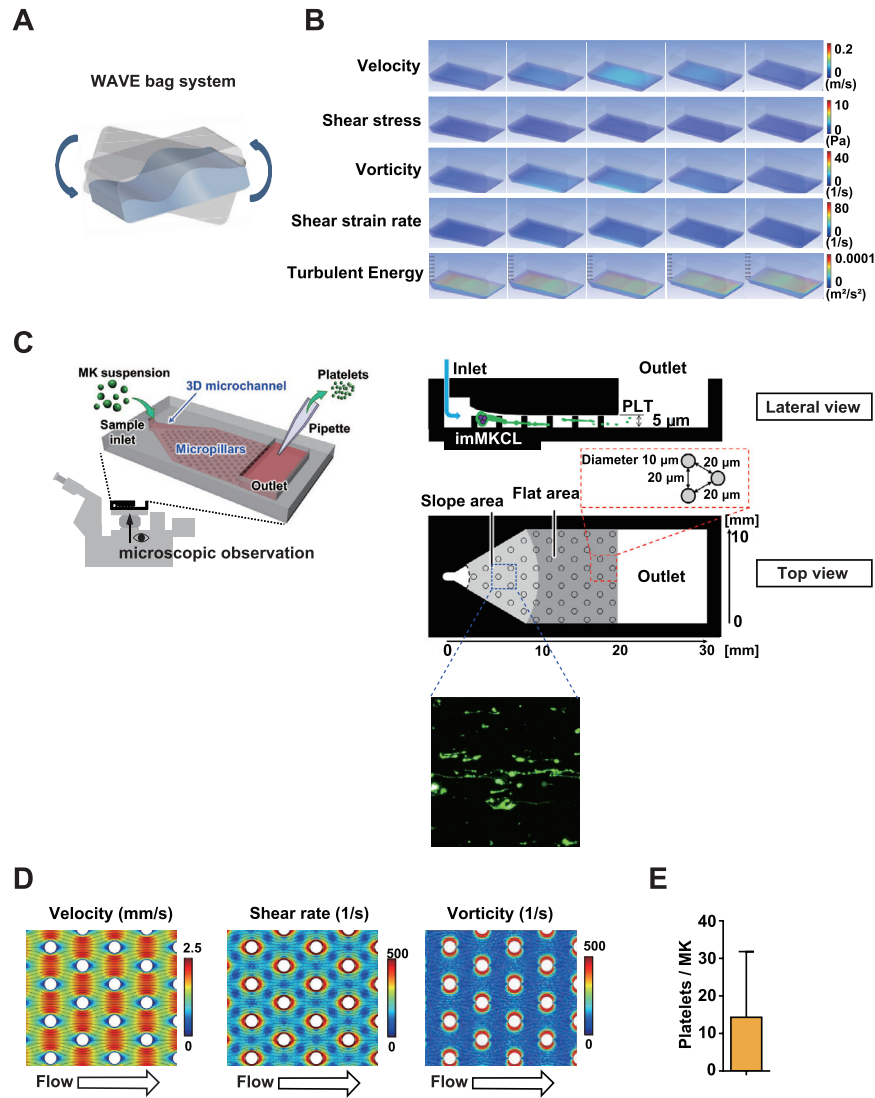 A
WAVE bag system
B
Velocity
0.2
0
(m/s)
Shear stress
10
0
(Pa)
Vorticity
40
0
(1/s)
Shear strain rate
80
0
(1/s)
Turbulent Energy
0.0001
0
(m²/s²)
C
MK suspension
3D microchannel
Platelets
Sample
inlet
Micropillars
Pipette
Outlet
microscopic observation
Inlet
Outlet
PLT
5 µm
imMKCL
Lateral view
Diameter 10 µm
20 µm
20 µm
20 µm
Slope area
Flat area
[mm]
10
Outlet
0
Top view
0
10
20
30
[mm]
D
Velocity (mm/s)
2.5
0
Flow
Shear rate (1/s)
500
0
Flow
Vorticity (1/s)
500
0
Flow
E
Platelets / MK
40
30
20
10
0